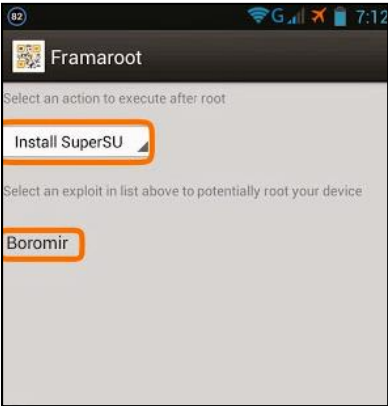 82 G 7:12
Framaroot
Select an action to execute after root
Install SuperSU
Select an exploit in list above to potentially root your device
Boromir